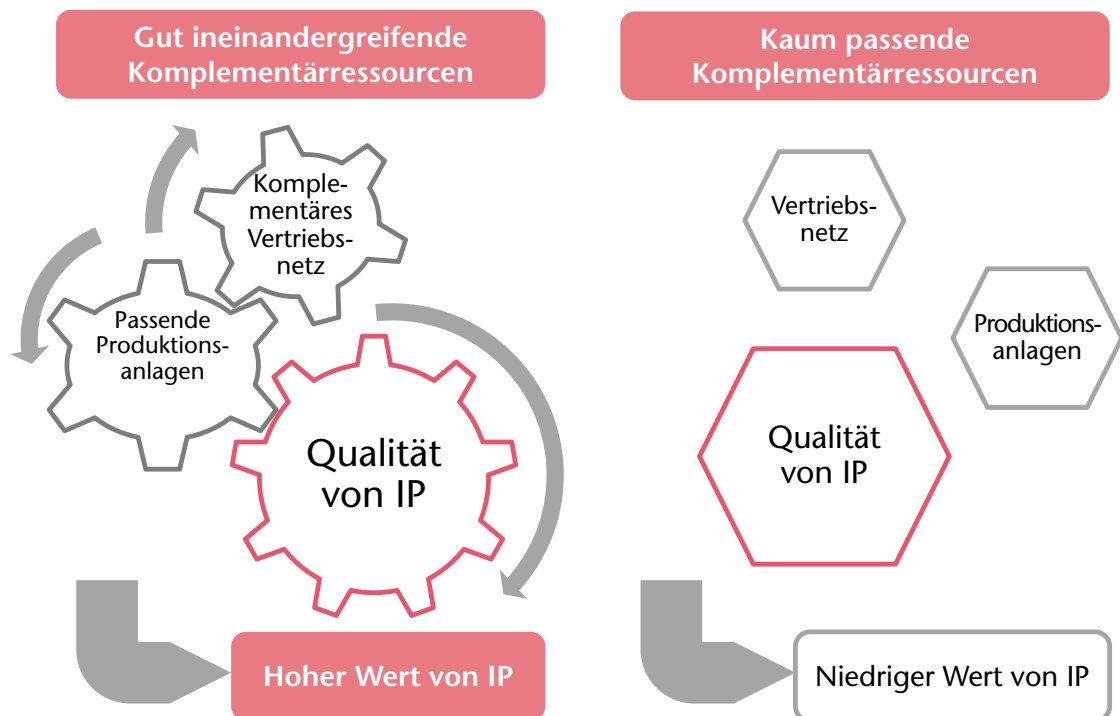 Gut ineinandergreifende
Komplementärressourcen
Komple-
mentäres
Vertriebs-
netz
Passende
Produktions-
anlagen
Qualität
von IP
Hoher Wert von IP
Kaum passende
Komplementärressourcen
Vertriebs-
netz
Produktions-
anlagen
Qualität
von IP
Niedriger Wert von IP